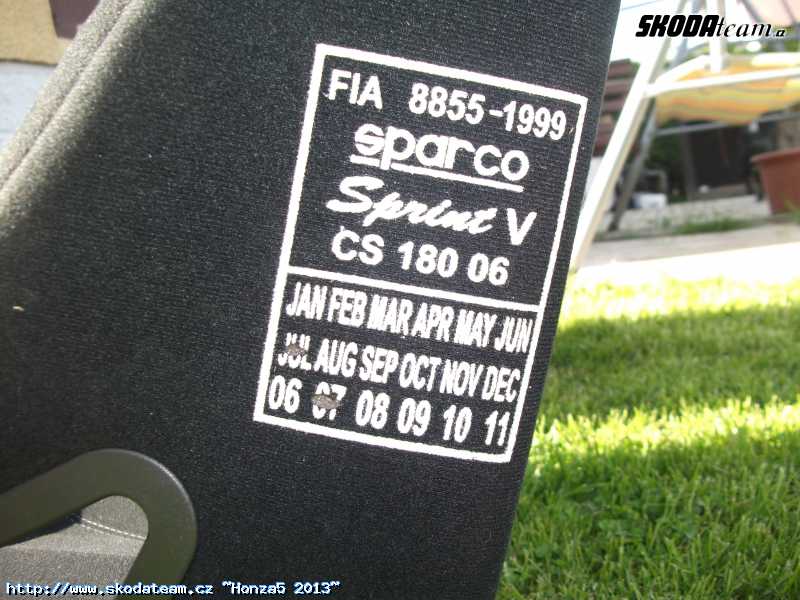 SKODAteam.cz
FIA 8855-1999
sparco
Sprint V
CS 180 06
JAN FEB MAR APR MAY JUN
JUL AUG SEP OCT NOV DEC
06 07 08 09 10 11
http://www.skodateam.cz "Honza5 2013"